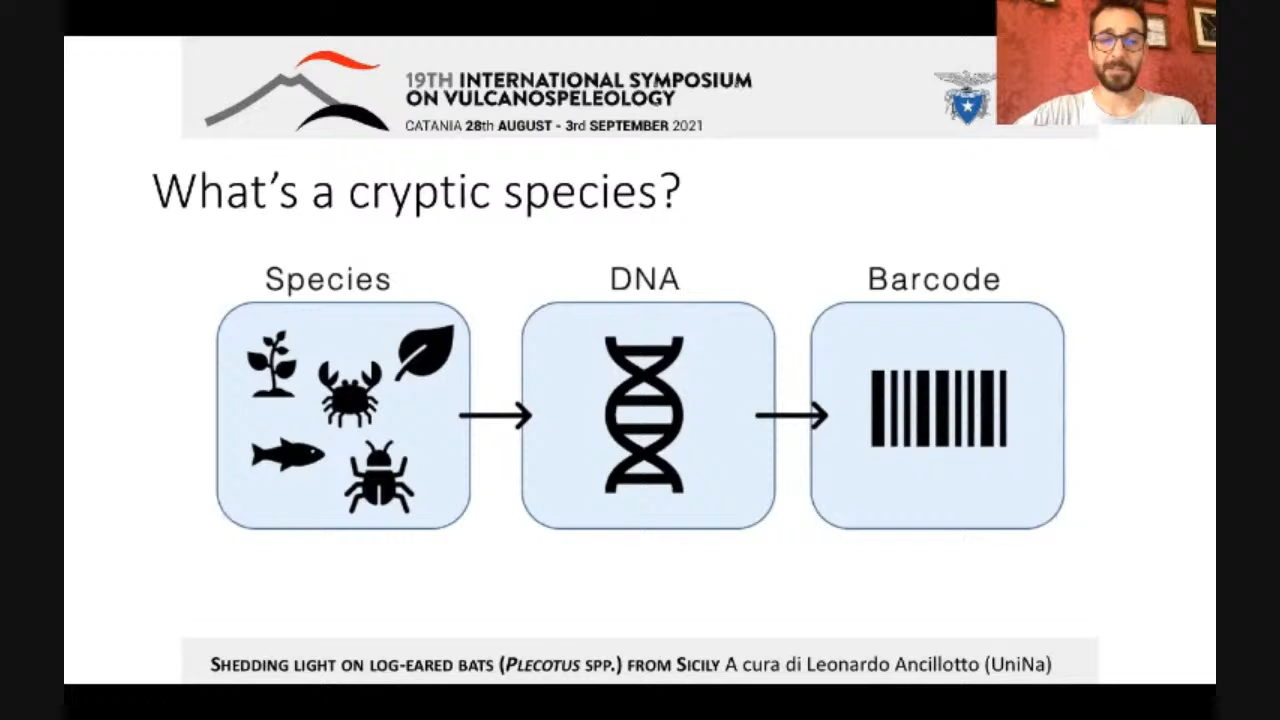 19TH INTERNATIONAL SYMPOSIUM
ON VULCANOSPELEOLOGY
CATANIA 28th AUGUST - 3rd SEPTEMBER 2021
What's a cryptic species?
Species
DNA
Barcode
SHEDDING LIGHT ON LOG-EARED BATS (PLECOTUS SPP.) FROM SICILY A cura di Leonardo Ancillotto (UniNa)